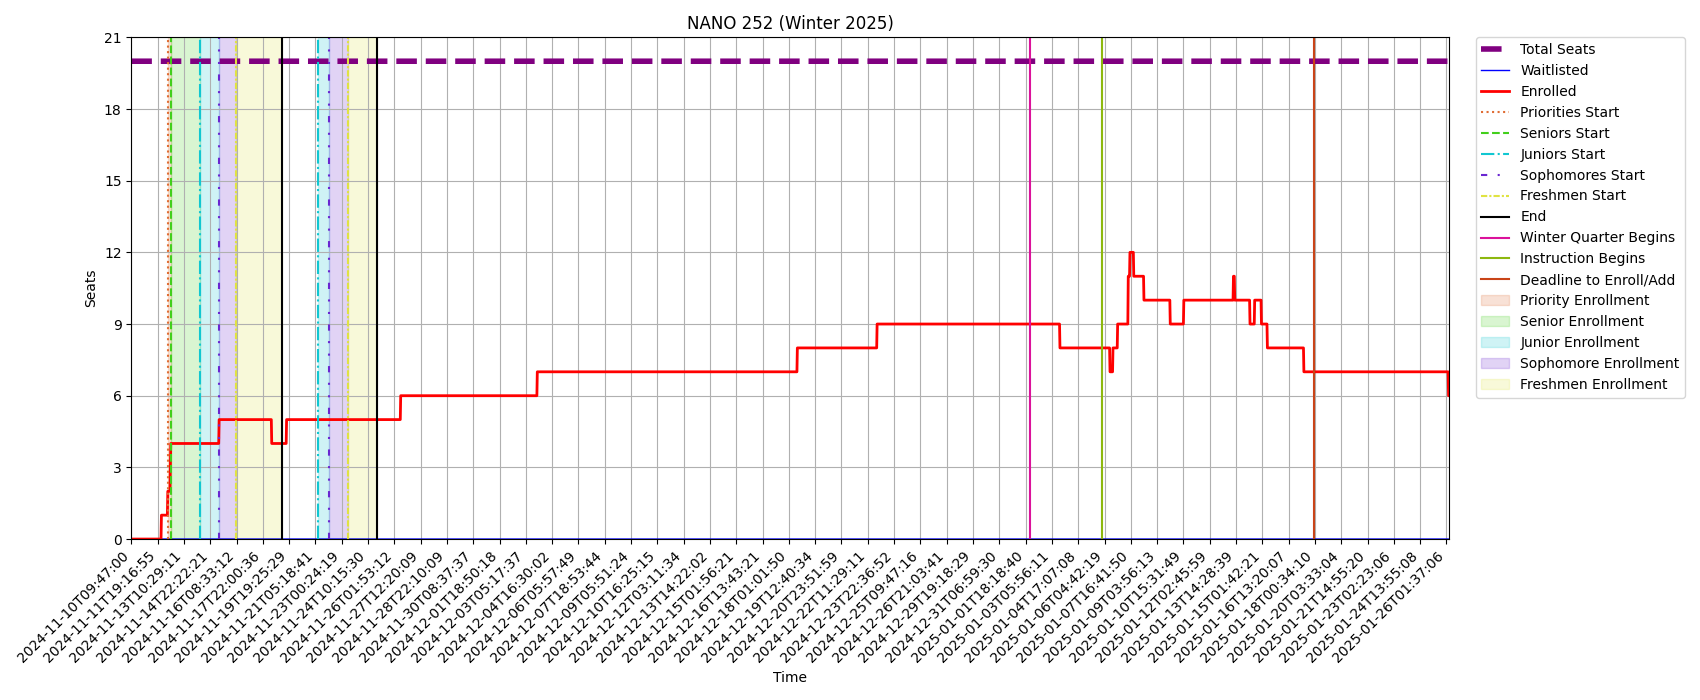 NANO 252 (Winter 2025)
21
18
15
12
9
6
3
0
Seats
2024-11-10T09:47:00
2024-11-11T19:16:55
2024-11-13T10:29:11
2024-11-14T22:22:21
2024-11-16T08:33:12
2024-11-17T22:00:36
2024-11-19T19:25:29
2024-11-21T05:18:41
2024-11-23T00:24:19
2024-11-24T10:15:30
2024-11-26T01:53:12
2024-11-27T12:20:09
2024-11-28T22:10:09
2024-11-30T08:37:37
2024-12-01T18:50:18
2024-12-03T05:17:37
2024-12-04T16:30:02
2024-12-06T05:57:49
2024-12-07T18:53:44
2024-12-09T05:51:24
2024-12-10T16:25:15
2024-12-12T03:11:34
2024-12-13T14:22:02
2024-12-15T01:56:21
2024-12-16T13:43:21
2024-12-18T01:01:50
2024-12-19T12:40:34
2024-12-20T23:51:59
2024-12-22T11:29:11
2024-12-23T22:36:52
2024-12-25T09:47:16
2024-12-26T21:03:41
2024-12-29T19:18:29
2024-12-31T06:59:30
2025-01-01T18:18:40
2025-01-03T05:56:11
2025-01-04T17:07:08
2025-01-06T04:42:19
2025-01-07T16:41:50
2025-01-09T03:56:13
2025-01-10T15:31:49
2025-01-12T02:45:59
2025-01-13T14:28:39
2025-01-15T01:42:21
2025-01-16T13:20:07
2025-01-18T00:34:10
2025-01-20T03:33:04
2025-01-21T14:55:20
2025-01-23T02:23:06
2025-01-24T13:55:08
2025-01-26T01:37:06
Time
Total Seats
Waitlisted
Enrolled
Priorities Start
Seniors Start
Juniors Start
Sophomores Start
Freshmen Start
End
Winter Quarter Begins
Instruction Begins
Deadline to Enroll/Add
Priority Enrollment
Senior Enrollment
Junior Enrollment
Sophomore Enrollment
Freshmen Enrollment